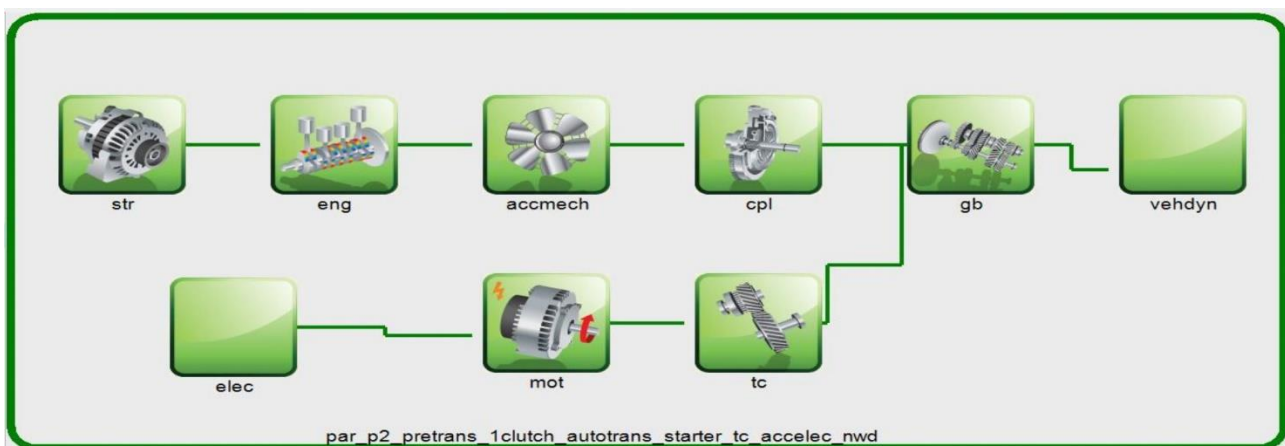 str
eng
accmech
cpl
gb
vehdyn
elec
mot
tc
par_p2_pretrans_1clutch_autotrans_starter_tc_accelec_nwd